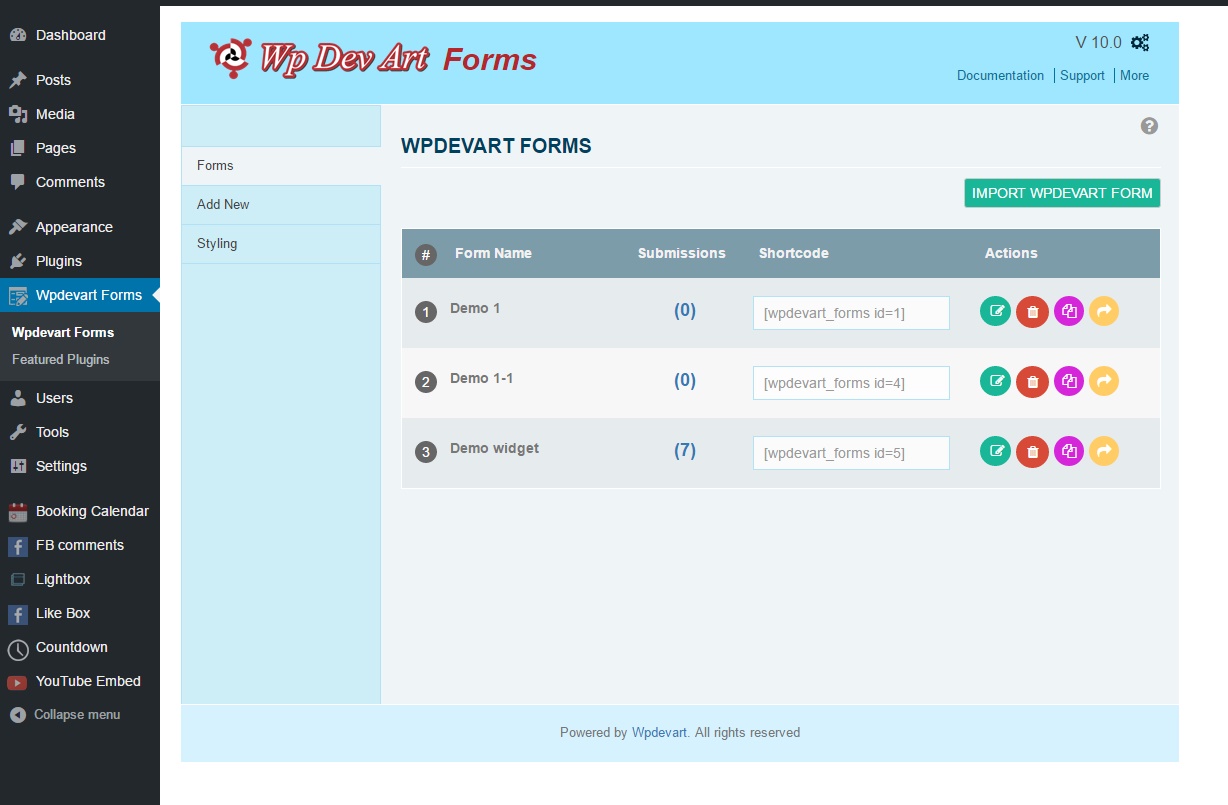 Dashboard
Posts
Media
Pages
Comments
Appearance
Plugins
Wpdevart Forms
Wpdevart Forms
Featured Plugins
Users
Tools
Settings
Booking Calendar
FB comments
Lightbox
Like Box
Countdown
YouTube Embed
Collapse menu
Wp Dev Art Forms
V 10.0
Documentation | Support | More
Forms
Add New
Styling
?
WPDEVART FORMS
IMPORT WPDEVART FORM
# Form Name Submissions Shortcode Actions
1 Demo 1 (0) [wpdevart_forms id=1]
2 Demo 1-1 (0) [wpdevart_forms id=4]
3 Demo widget (7) [wpdevart_forms id=5]
Powered by Wpdevart. All rights reserved